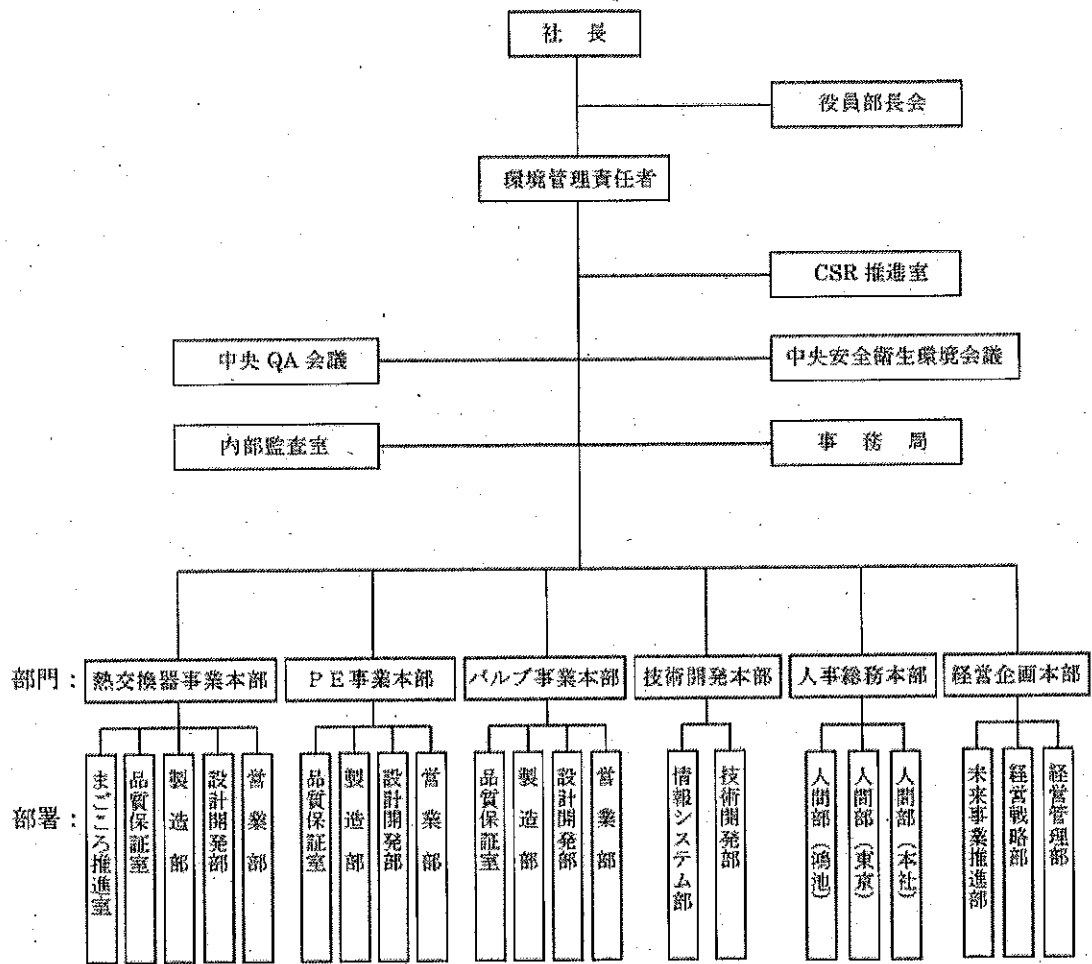 社長
役員部長会
環境管理責任者
CSR 推進室
中央 QA 会議
中央安全衛生環境会議
内部監査室
事務局
部門：
熱交換器事業本部
PE事業本部
バルブ事業本部
技術開発本部
人事総務本部
経営企画本部
部署：
まごころ推進室
品質保証室
製造部
設計開発部
営業部
品質保証室
製造部
設計開発部
営業部
品質保証室
製造部
設計開発部
営業部
情報システム部
技術開発部
人間部（鴻池）
人間部（東京）
人間部（本社）
未来事業推進部
経営戦略部
経営管理部